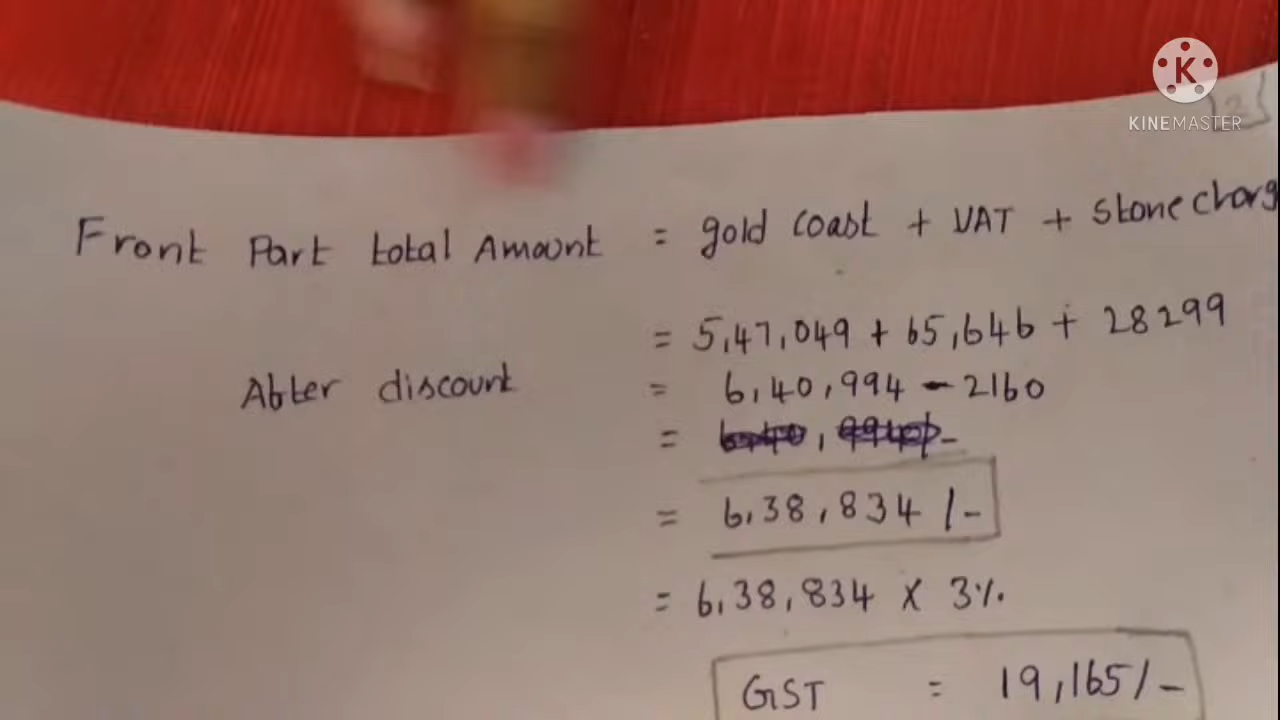 K
KINEMASTER
Front Part total Amount = gold coast + VAT + stone charg
= 5,47,049 + 65,646 + 28299
After discount = 6,40,994 - 2160
=
= 6,38,834 /-
= 6,38,834 X 3%
GST = 19,165/-